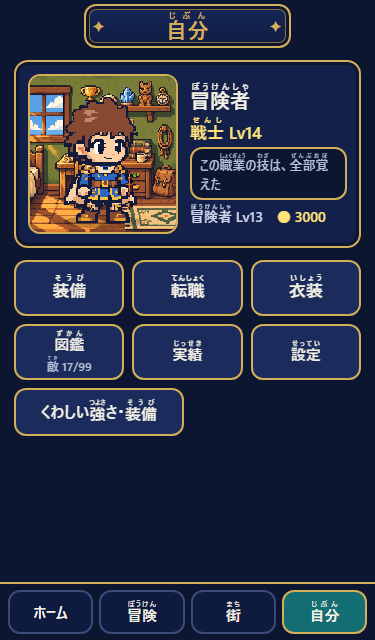 自分
冒険者
戦士 Lv14
この職業の技は、全部覚
えた
冒険者 Lv13 3000
装備 転職 衣装
図鑑 実績 設定
敵 17/99
くわしい強さ・装備
ホーム 冒険 街 自分